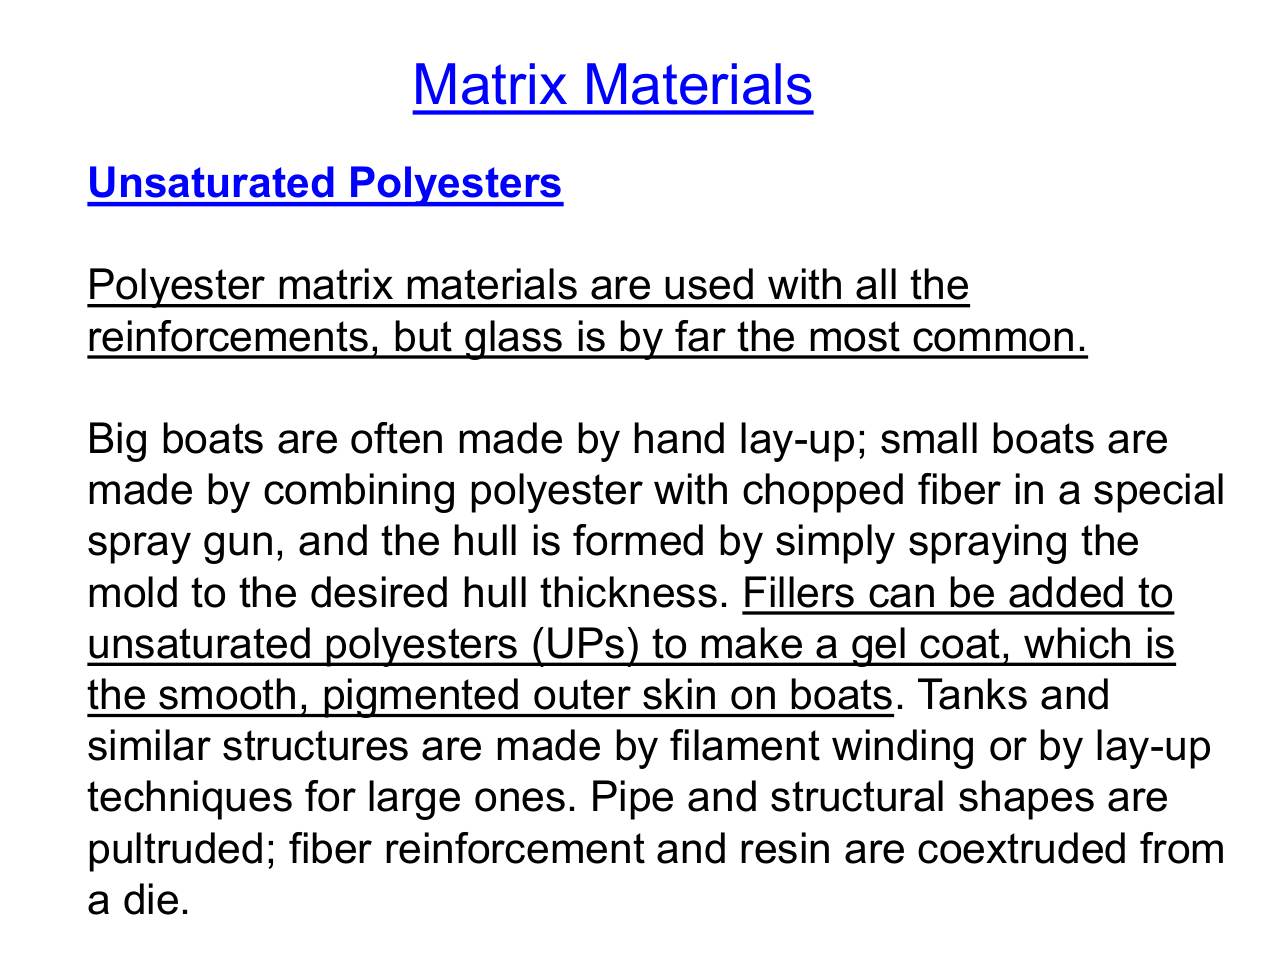 Matrix Materials
Unsaturated Polyesters
Polyester matrix materials are used with all the
reinforcements, but glass is by far the most common.
Big boats are often made by hand lay-up; small boats are
made by combining polyester with chopped fiber in a special
spray gun, and the hull is formed by simply spraying the
mold to the desired hull thickness. Fillers can be added to
unsaturated polyesters (UPs) to make a gel coat, which is
the smooth, pigmented outer skin on boats. Tanks and
similar structures are made by filament winding or by lay-up
techniques for large ones. Pipe and structural shapes are
pultruded; fiber reinforcement and resin are coextruded from
a die.